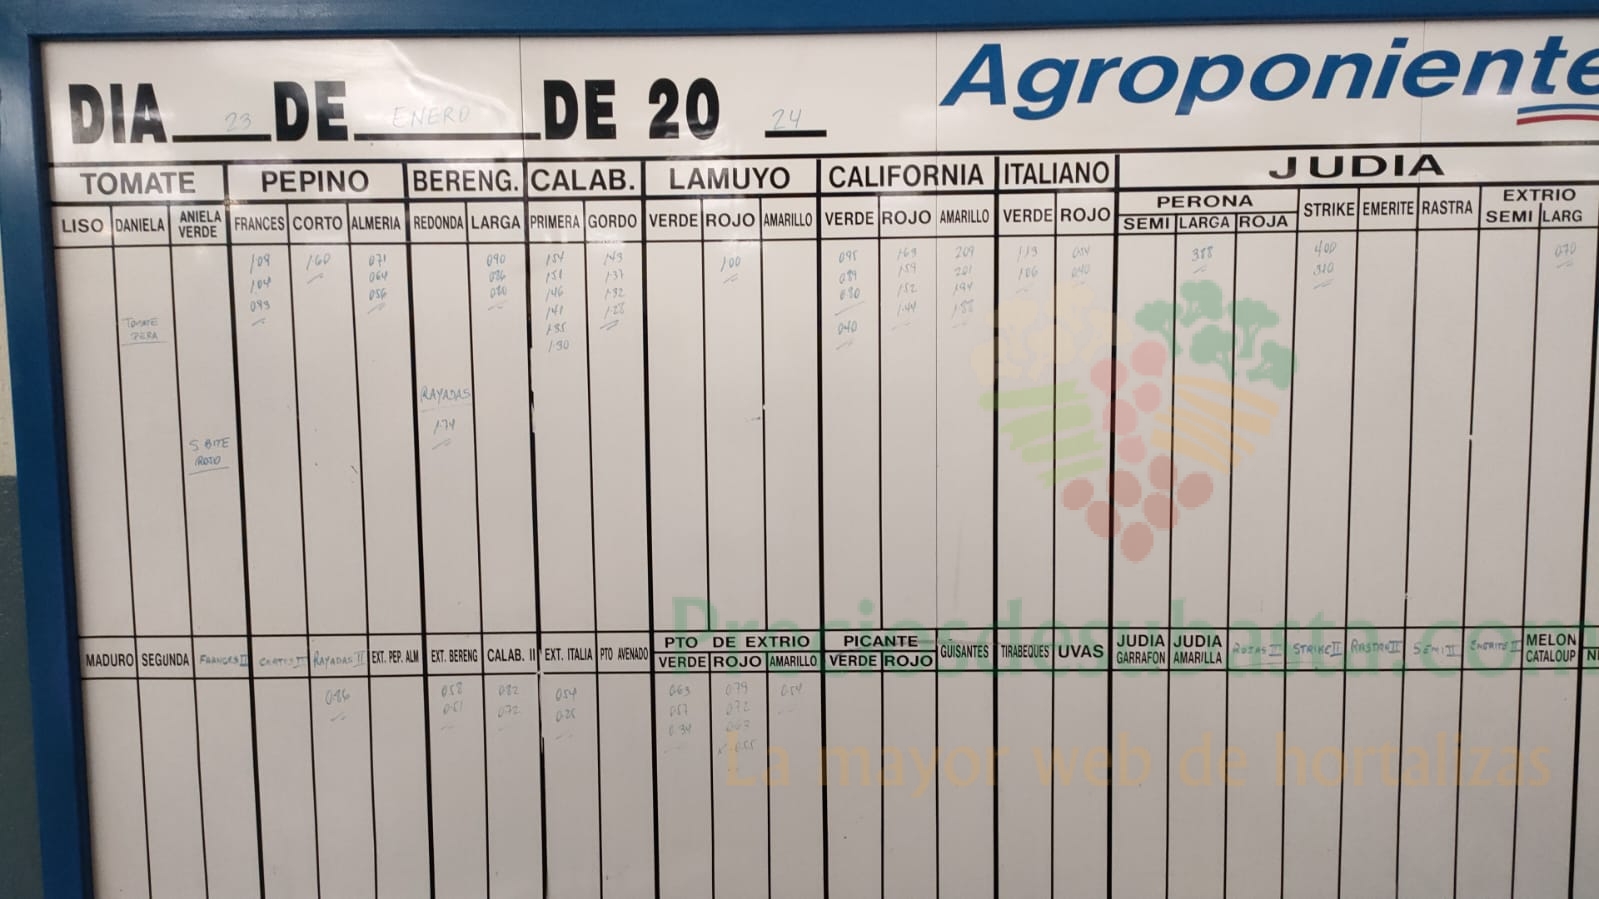 DIA 23 DE ENERO DE 20 24
Agroponiente
TOMATE PEPINO BERENG. CALAB. LAMUYO CALIFORNIA ITALIANO JUDIA
PERONA EXTRIO
LISO DANIELA ANIELA VERDE FRANCES CORTO ALMERIA REDONDA LARGA PRIMERA GORDO VERDE ROJO AMARILLO VERDE ROJO AMARILLO VERDE ROJO SEMI LARGA ROJA STRIKE EMERITE RASTRA SEMI LARG
1.09 1.60 0.71 0.90 1.54 1.43 1.00 0.95 1.63 2.09 1.13 0.54 3.88 4.00 0.70
1.04 0.64 0.86 1.51 1.37 0.89 1.59 2.01 1.06 0.40 3.10
0.93 0.56 0.80 1.46 1.32 0.80 1.52 1.94
1.41 1.28 1.44 1.88
TOMATE PERA
1.35 0.40
1.30
RAYADAS
1.74
S. BITE
ROJO
PTO DE EXTRIO PICANTE
MADURO SEGUNDA FRANCES II CORTO II RAYADAS II EXT. PEP. ALM EXT. BERENG CALAB. II EXT. ITALIA PTO AVENADO VERDE ROJO AMARILLO VERDE ROJO GUISANTES TIRABEQUES UVAS JUDIA GARRAFON JUDIA AMARILLA ROJAS II STRIKE II RASTRA II SEMI II EMERITE II MELON CATALOUP
0.86 0.58 0.82 0.54 0.63 0.79 0.54
0.51 0.72 0.25 0.57 0.72
0.34 0.63
0.55
Preciosdesubasta.com
La mayor web de hortalizas